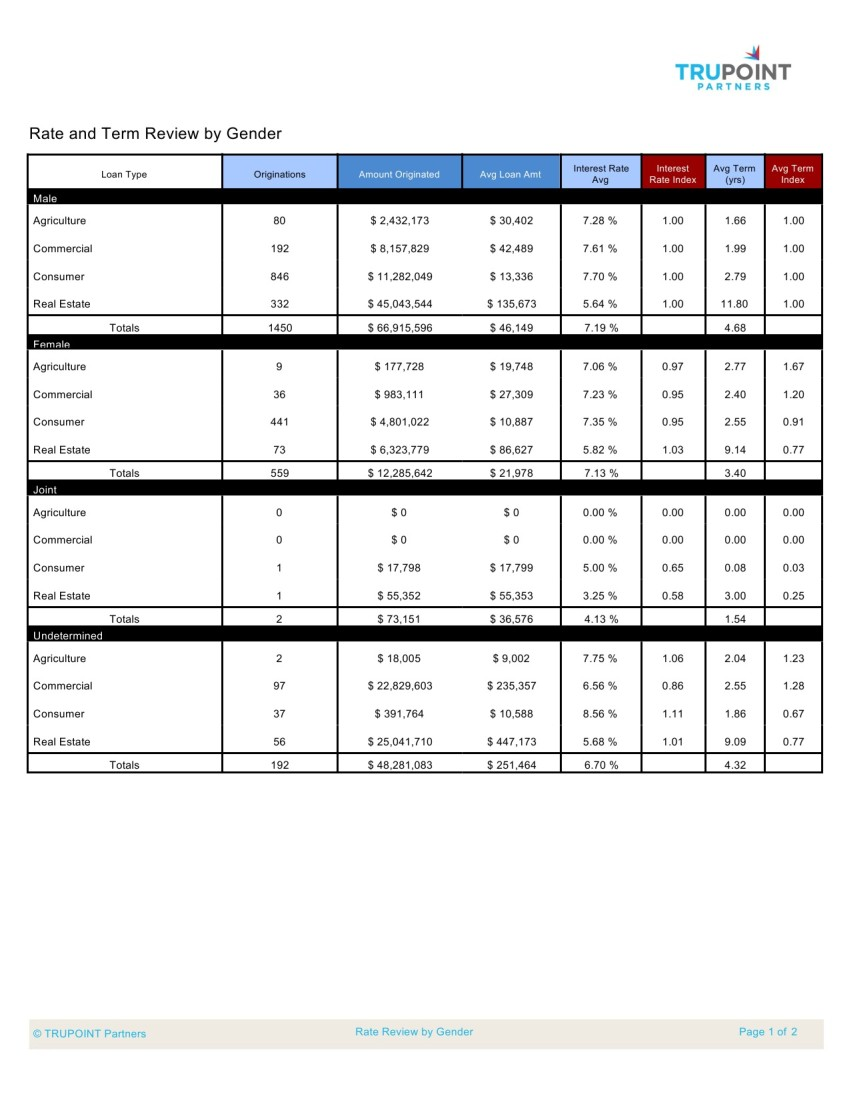 TRUPOINT
PARTNERS
Rate and Term Review by Gender
Loan Type Originations Amount Originated Avg Loan Amt Interest Rate Avg Interest Rate Index Avg Term (yrs) Avg Term Index
Male
Agriculture 80 $ 2,432,173 $ 30,402 7.28 % 1.00 1.66 1.00
Commercial 192 $ 8,157,829 $ 42,489 7.61 % 1.00 1.99 1.00
Consumer 846 $ 11,282,049 $ 13,336 7.70 % 1.00 2.79 1.00
Real Estate 332 $ 45,043,544 $ 135,673 5.64 % 1.00 11.80 1.00
Totals 1450 $ 66,915,596 $ 46,149 7.19 % 4.68
Female
Agriculture 9 $ 177,728 $ 19,748 7.06 % 0.97 2.77 1.67
Commercial 36 $ 983,111 $ 27,309 7.23 % 0.95 2.40 1.20
Consumer 441 $ 4,801,022 $ 10,887 7.35 % 0.95 2.55 0.91
Real Estate 73 $ 6,323,779 $ 86,627 5.82 % 1.03 9.14 0.77
Totals 559 $ 12,285,642 $ 21,978 7.13 % 3.40
Joint
Agriculture 0 $ 0 $ 0 0.00 % 0.00 0.00 0.00
Commercial 0 $ 0 $ 0 0.00 % 0.00 0.00 0.00
Consumer 1 $ 17,798 $ 17,799 5.00 % 0.65 0.08 0.03
Real Estate 1 $ 55,352 $ 55,353 3.25 % 0.58 3.00 0.25
Totals 2 $ 73,151 $ 36,576 4.13 % 1.54
Undetermined
Agriculture 2 $ 18,005 $ 9,002 7.75 % 1.06 2.04 1.23
Commercial 97 $ 22,829,603 $ 235,357 6.56 % 0.86 2.55 1.28
Consumer 37 $ 391,764 $ 10,588 8.56 % 1.11 1.86 0.67
Real Estate 56 $ 25,041,710 $ 447,173 5.68 % 1.01 9.09 0.77
Totals 192 $ 48,281,083 $ 251,464 6.70 % 4.32
© TRUPOINT Partners Rate Review by Gender Page 1 of 2